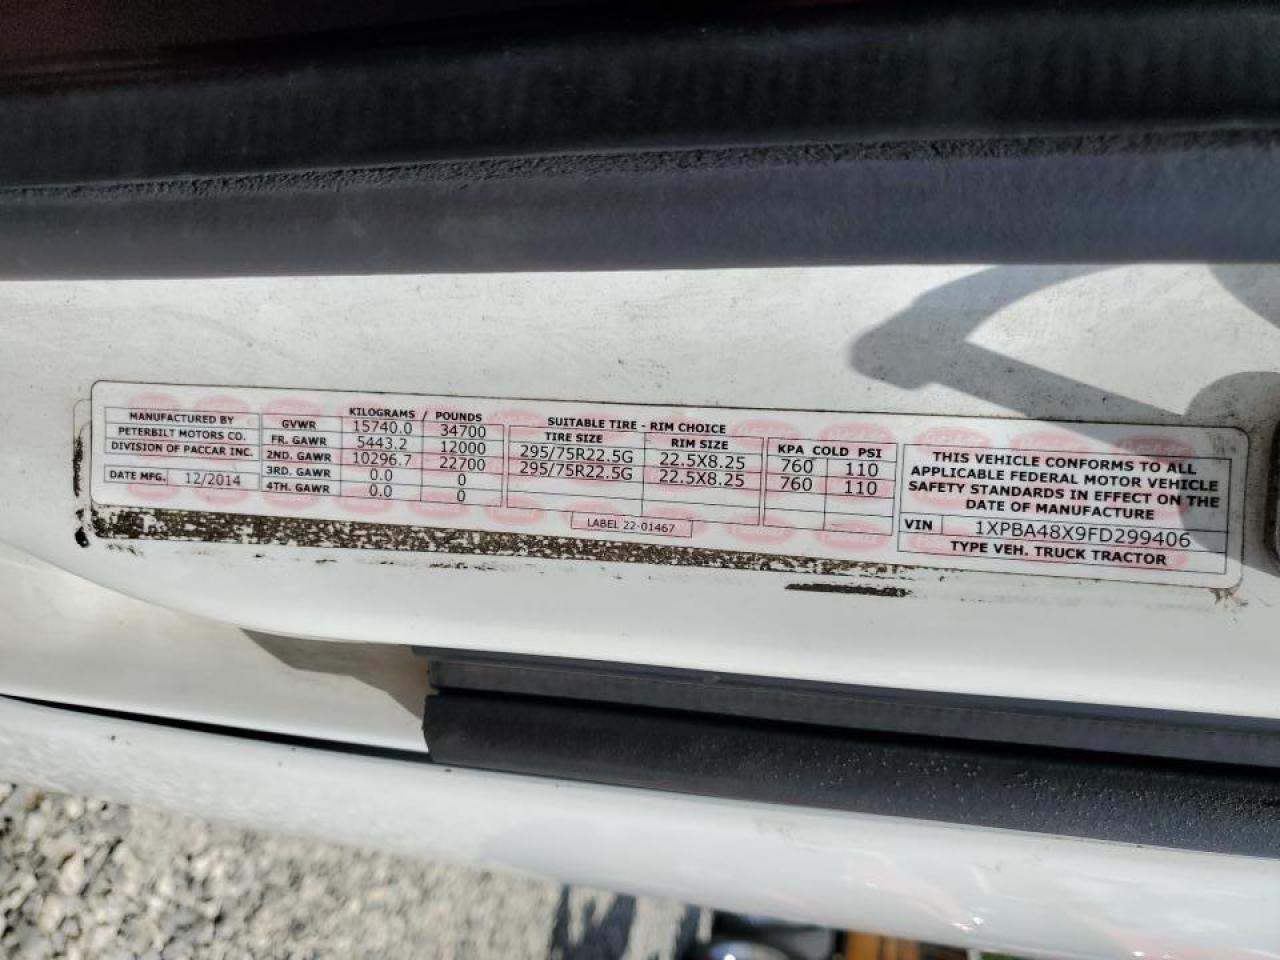 MANUFACTURED BY
PETERBILT MOTORS CO.
DIVISION OF PACCAR INC.
DATE MFG. 12/2014
KILOGRAMS / POUNDS
GVWR 15740.0 34700
FR. GAWR 5443.2 12000
2ND. GAWR 10296.7 22700
3RD. GAWR 0.0 0
4TH. GAWR 0.0 0
SUITABLE TIRE - RIM CHOICE
TIRE SIZE RIM SIZE
295/75R22.5G 22.5X8.25
295/75R22.5G 22.5X8.25
KPA COLD PSI
760 110
760 110
LABEL 22-01467
THIS VEHICLE CONFORMS TO ALL
APPLICABLE FEDERAL MOTOR VEHICLE
SAFETY STANDARDS IN EFFECT ON THE
DATE OF MANUFACTURE
VIN 1XPBA48X9FD299406
TYPE VEH. TRUCK TRACTOR